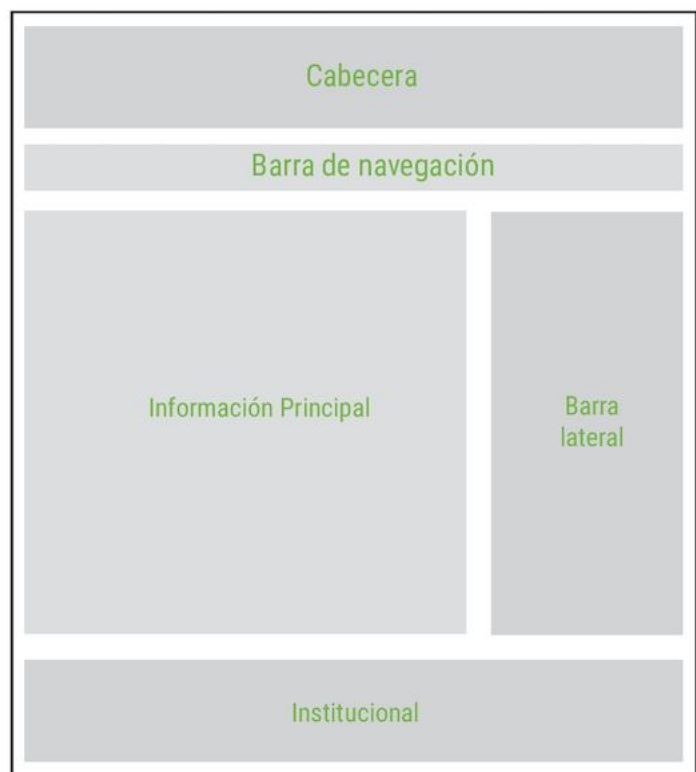 Cabecera
Barra de navegación
Información Principal
Barra
lateral
Institucional